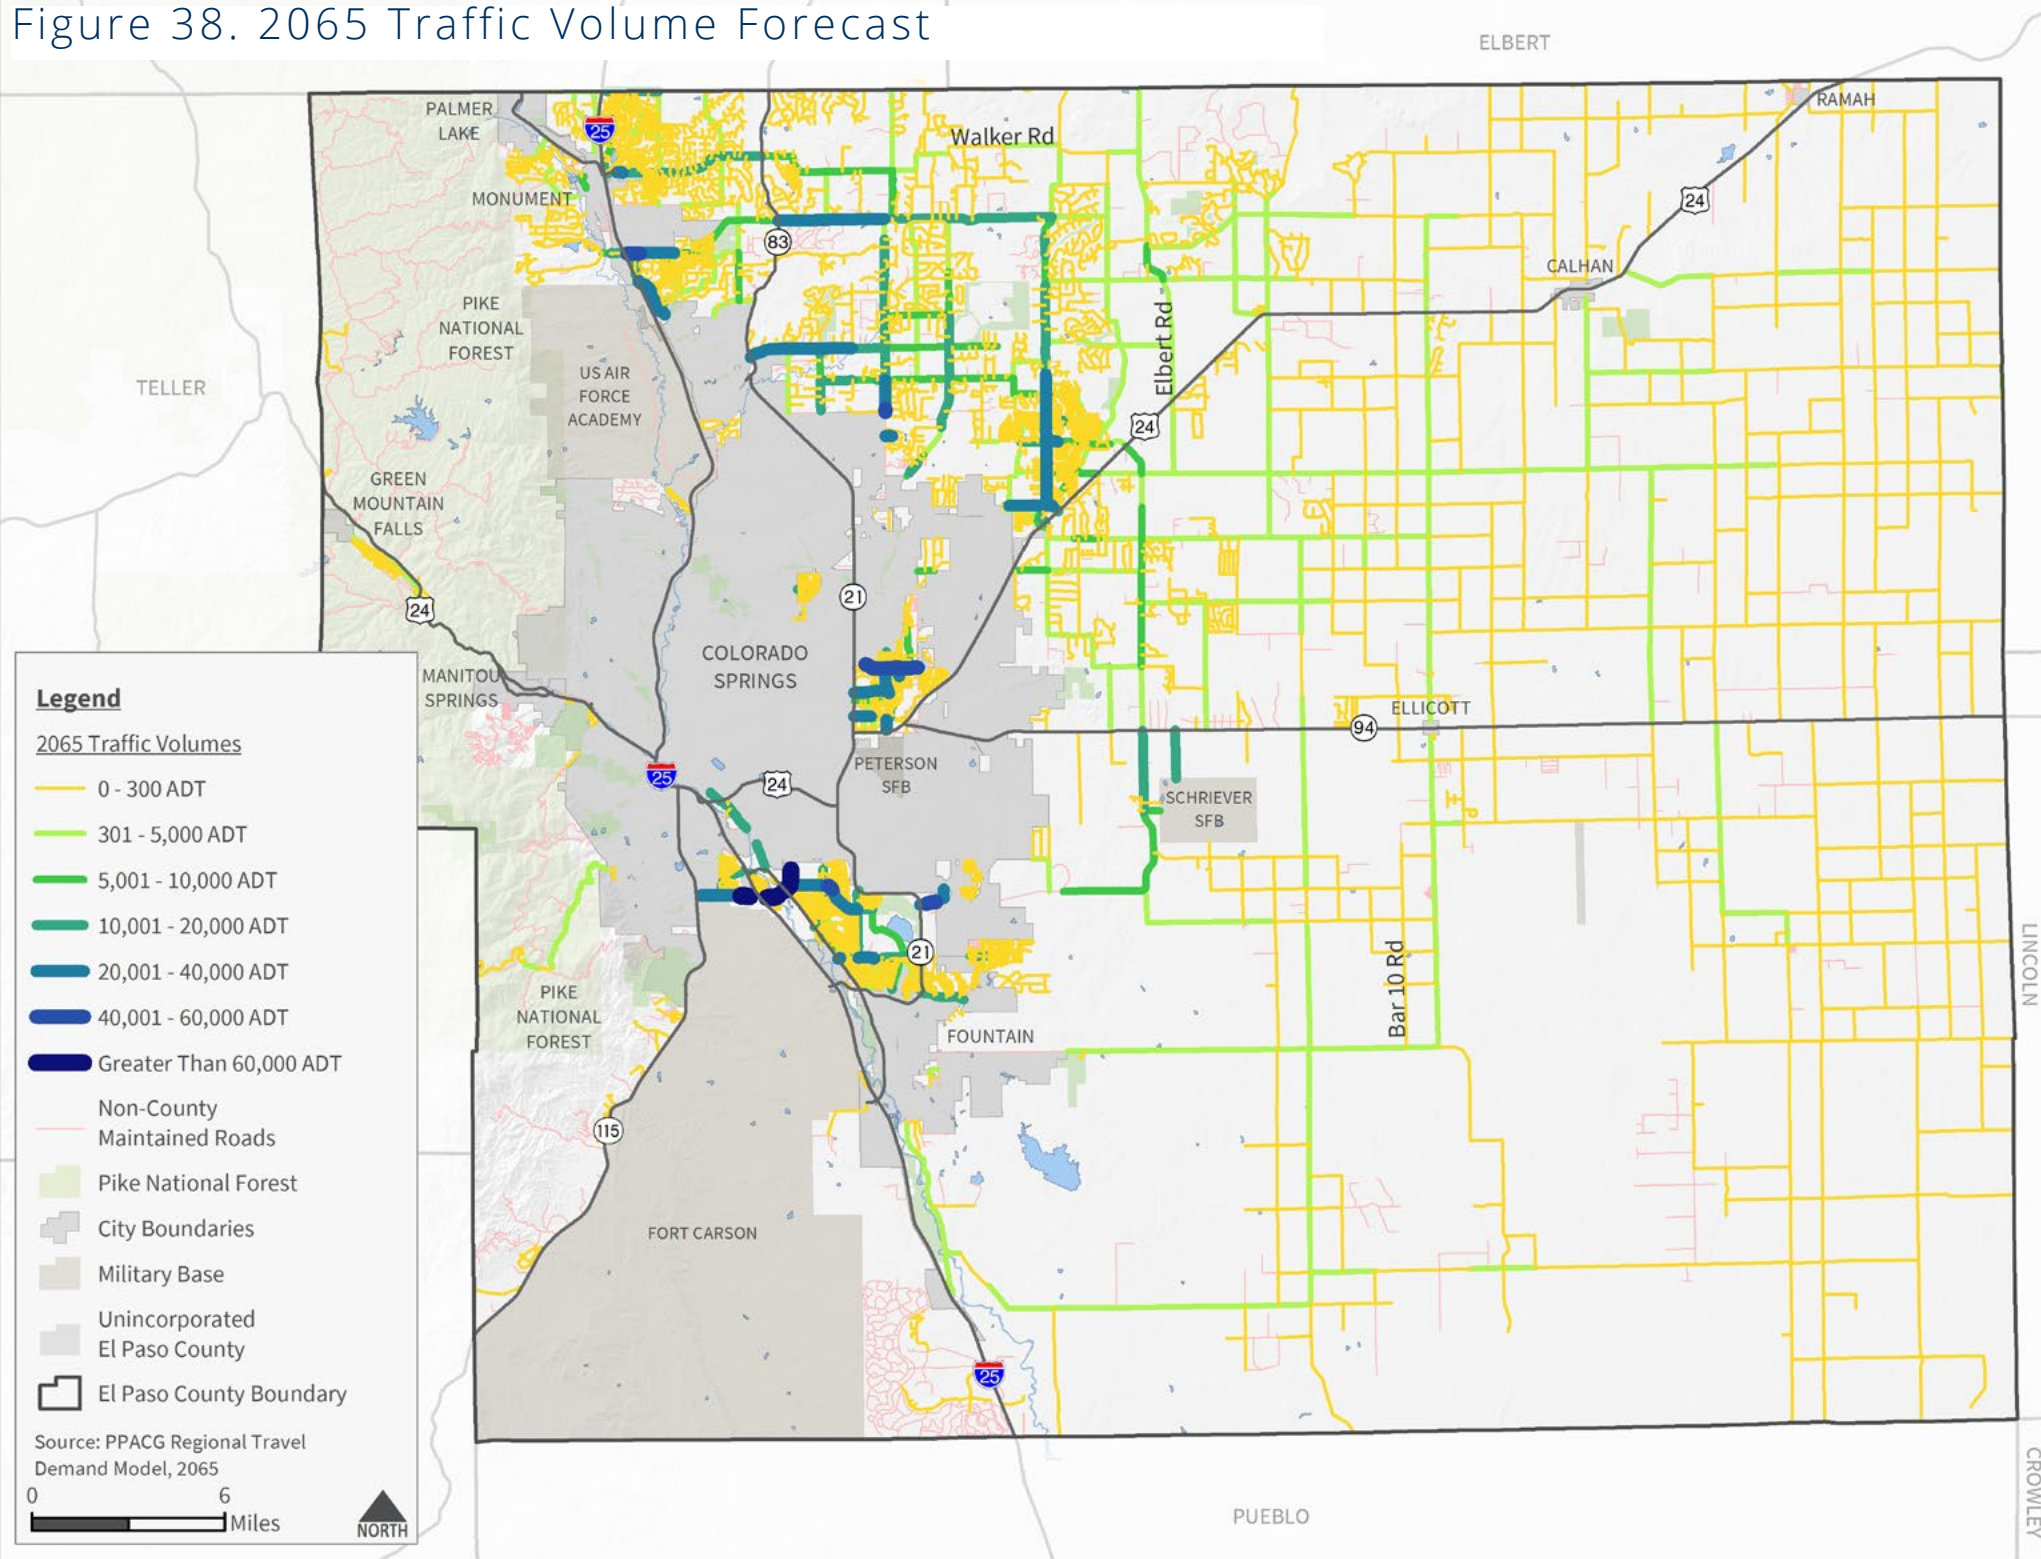 Figure 38. 2065 Traffic Volume Forecast
ELBERT
PALMER
LAKE
RAMAH
25
Walker Rd
MONUMENT
24
83
CALHAN
PIKE
NATIONAL
FOREST
Elbert Rd
TELLER
US AIR
FORCE
ACADEMY
24
GREEN
MOUNTAIN
FALLS
24
21
COLORADO
SPRINGS
MANITOU
SPRINGS
ELLICOTT
94
25
24
PETERSON
SFB
SCHRIEVER
SFB
21
Bar 10 Rd
LINCOLN
PIKE
NATIONAL
FOREST
FOUNTAIN
115
FORT CARSON
25
CROWLEY
PUEBLO
Legend
2065 Traffic Volumes
0 - 300 ADT
301 - 5,000 ADT
5,001 - 10,000 ADT
10,001 - 20,000 ADT
20,001 - 40,000 ADT
40,001 - 60,000 ADT
Greater Than 60,000 ADT
Non-County
Maintained Roads
Pike National Forest
City Boundaries
Military Base
Unincorporated
El Paso County
El Paso County Boundary
Source: PPACG Regional Travel
Demand Model, 2065
0 6
Miles
NORTH